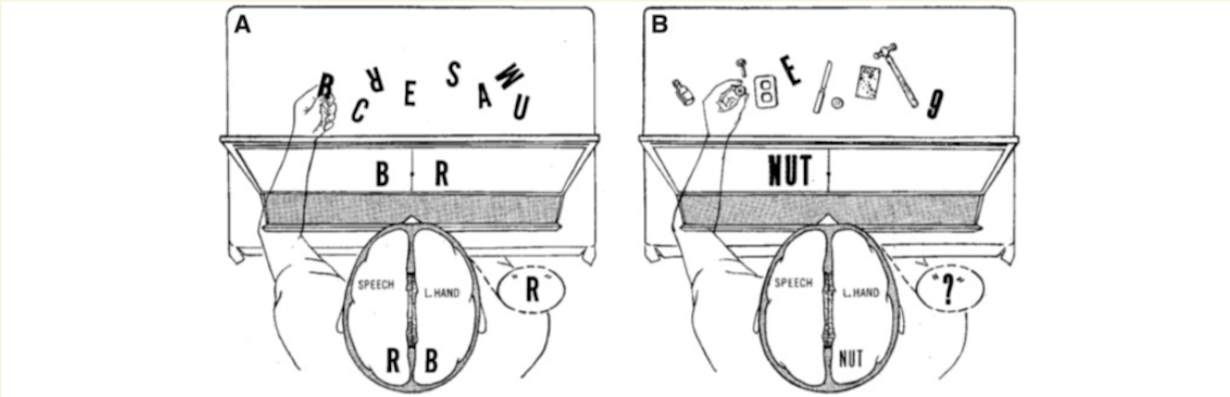 A
B C R E S A W U
B R
SPEECH
L. HAND
"R"
R B
B
E 9
NUT
SPEECH
L. HAND
"?"
NUT